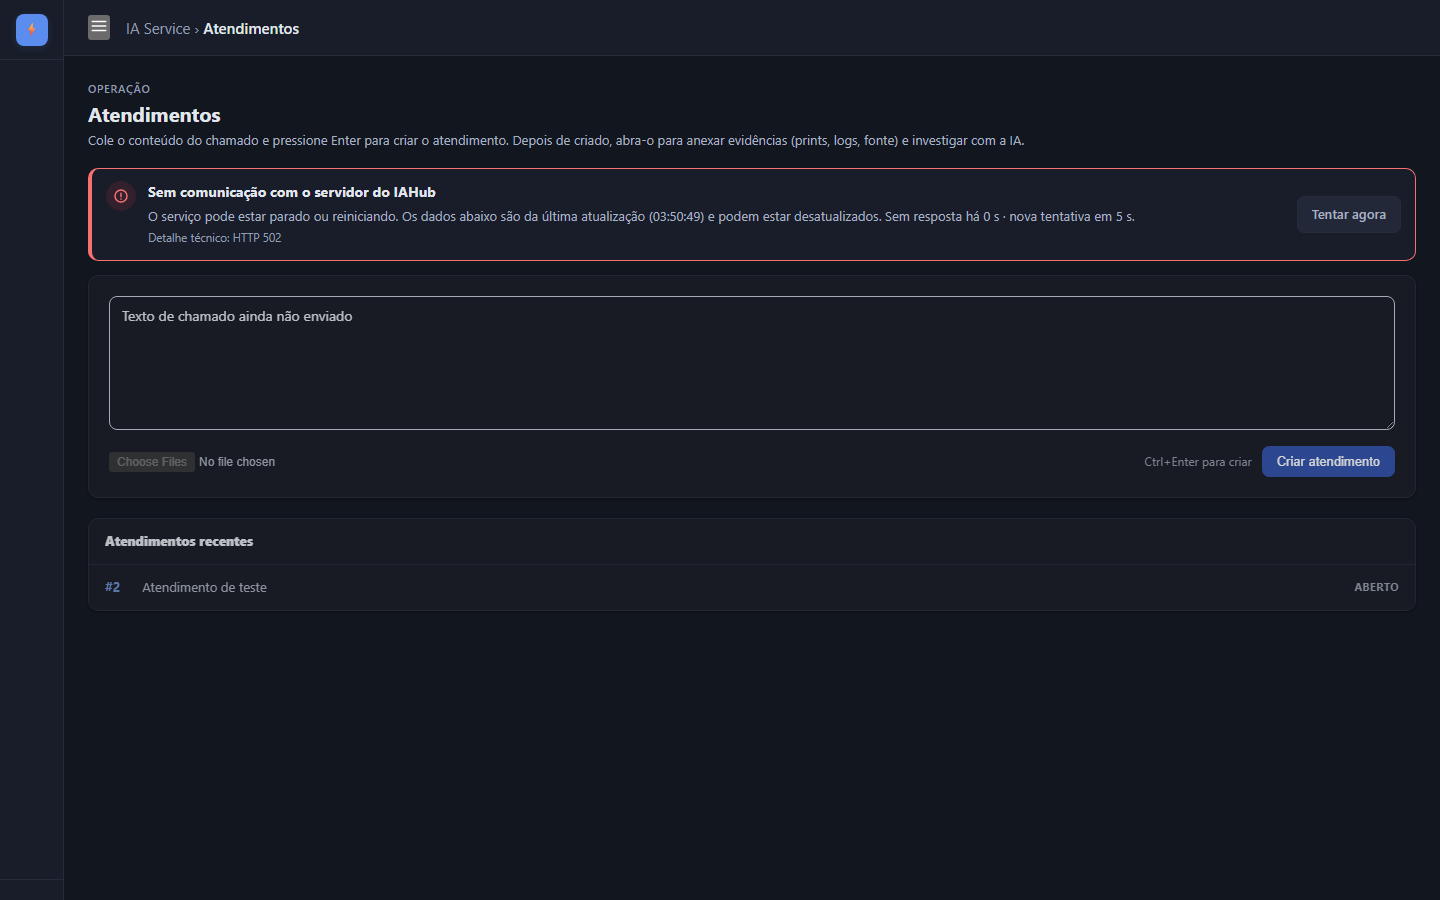 IA Service › Atendimentos
OPERAÇÃO
Atendimentos
Cole o conteúdo do chamado e pressione Enter para criar o atendimento. Depois de criado, abra-o para anexar evidências (prints, logs, fonte) e investigar com a IA.
Sem comunicação com o servidor do IAHub
O serviço pode estar parado ou reiniciando. Os dados abaixo são da última atualização (03:50:49) e podem estar desatualizados. Sem resposta há 0 s · nova tentativa em 5 s.
Detalhe técnico: HTTP 502
Tentar agora
Texto de chamado ainda não enviado
Choose Files No file chosen
Ctrl+Enter para criar
Criar atendimento
Atendimentos recentes
#2 Atendimento de teste
ABERTO